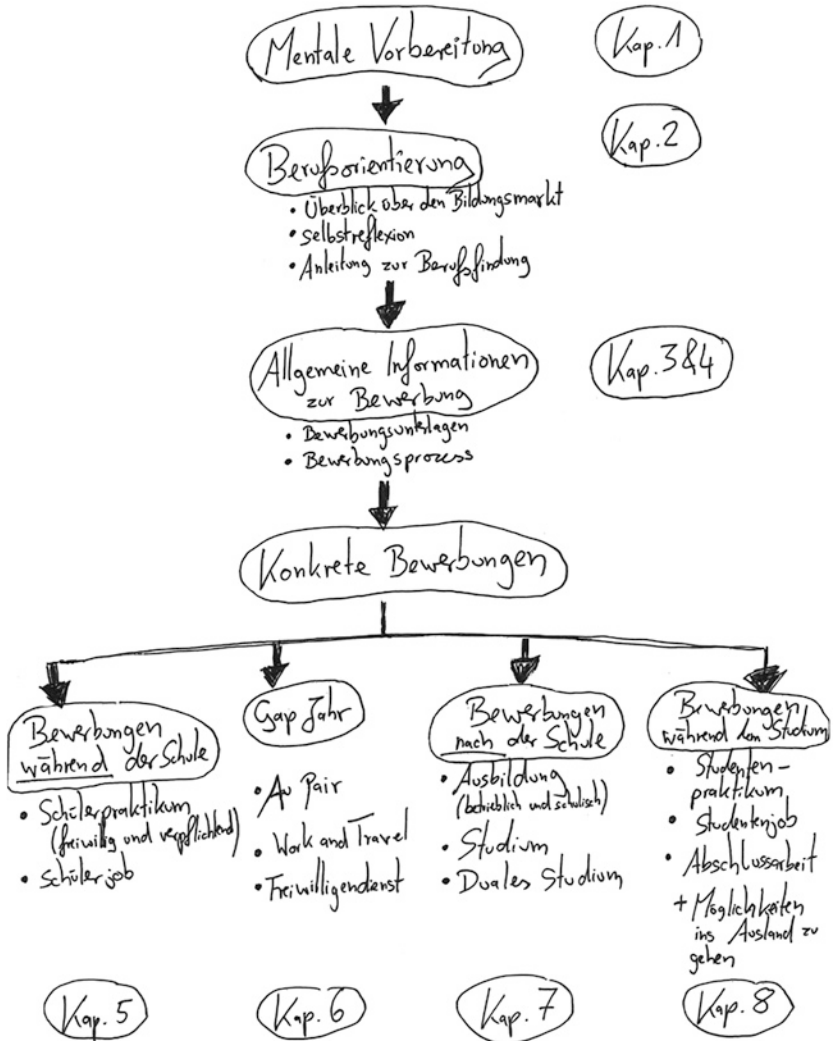 Mentale Vorbereitung
Kap. 1
Kap. 2
Berufsorientierung
• Überblick über den Bildungsmarkt
• Selbstreflexion
• Anleitung zur Berufsfindung
Allgemeine Informationen
zur Bewerbung
Kap. 3&4
• Bewerbungsunterlagen
• Bewerbungsprozess
Konkrete Bewerbungen
Bewerbungen
während der Schule
• Schülerpraktikum
(freiwillig und verpflichtend)
• Schülerjob
Kap. 5
Gap Jahr
• Au Pair
• Work and Travel
• Freiwilligendienst
Kap. 6
Bewerbungen
nach der Schule
• Ausbildung
(betrieblich und schulisch)
• Studium
• Duales Studium
Kap. 7
Bewerbungen
während dem Studium
• Studenten-
praktikum
• Studentenjob
• Abschlussarbeit
+ Möglichkeiten
ins Ausland zu
gehen
Kap. 8